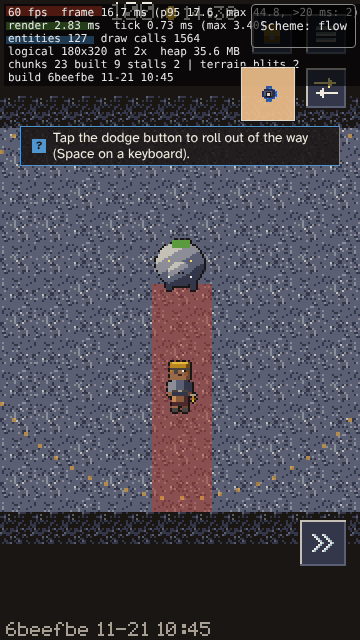 60 fps frame 16.7 ms (p95 17.6, max 44.8, >20 ms: 2)
render 2.83 ms tick 0.73 ms (max 3.4
Scheme: flow
entities 127 draw calls 1564
logical 180x320 at 2x heap 35.6 MB
chunks 23 built 9 stalls 2 | terrain blits 2
build 6beefbe 11-21 10:45
Tap the dodge button to roll out of the way
(Space on a keyboard).
6beefbe 11-21 10:45